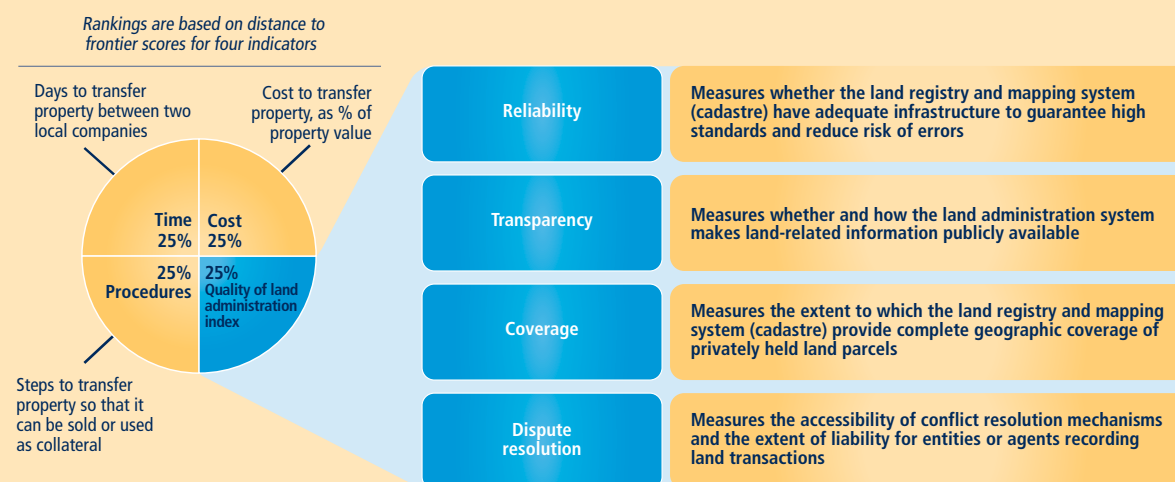 Rankings are based on distance to
frontier scores for four indicators
Days to transfer
property between two
local companies
Cost to transfer
property, as % of
property value
Time
25%
Cost
25%
25%
Procedures
25%
Quality of land
administration
index
Steps to transfer
property so that it
can be sold or used
as collateral
Reliability
Measures whether the land registry and mapping system
(cadastre) have adequate infrastructure to guarantee high
standards and reduce risk of errors
Transparency
Measures whether and how the land administration system
makes land-related information publicly available
Coverage
Measures the extent to which the land registry and mapping
system (cadastre) provide complete geographic coverage of
privately held land parcels
Dispute
resolution
Measures the accessibility of conflict resolution mechanisms
and the extent of liability for entities or agents recording
land transactions